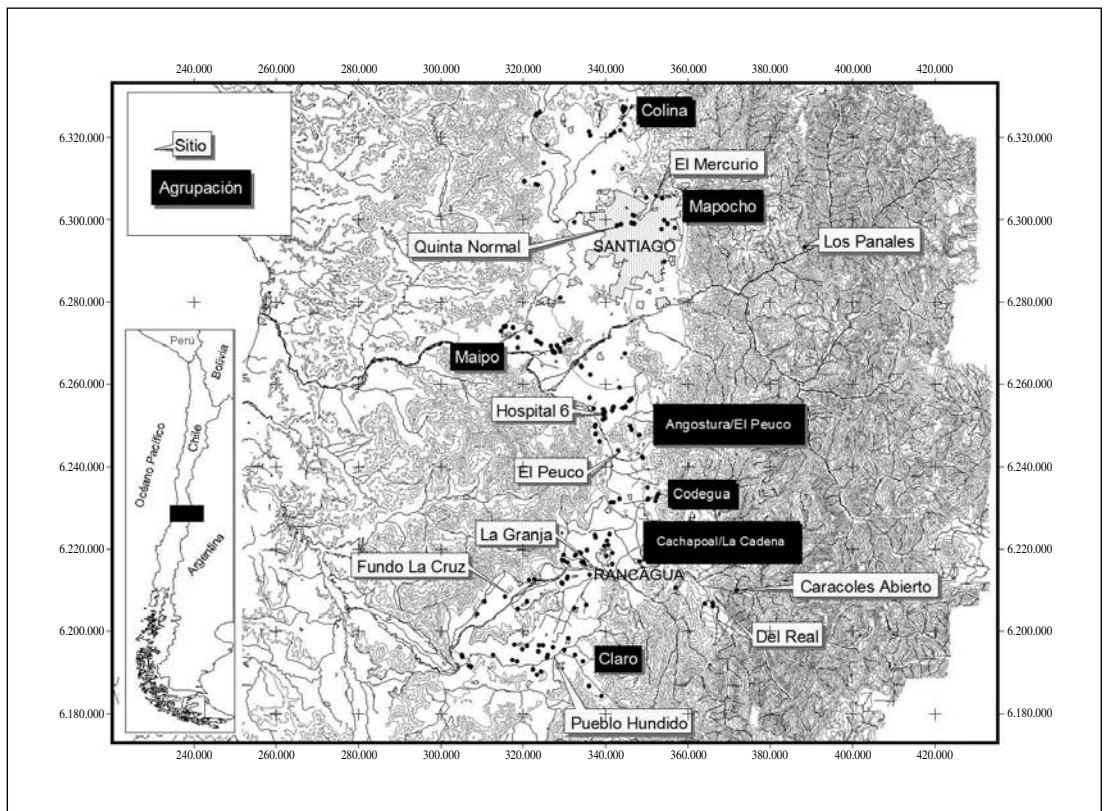 240.000 260.000 280.000 300.000 320.000 340.000 360.000 380.000 400.000 420.000
6.320.000 6.320.000
6.300.000 6.300.000
6.280.000 6.280.000
6.260.000 6.260.000
6.240.000 6.240.000
6.220.000 6.220.000
6.200.000 6.200.000
6.180.000 6.180.000
Sitio
Agrupación
Colina
El Mercurio
Mapocho
Quinta Normal
SANTIAGO
Los Panales
Maipo
Hospital 6
Angostura/El Peuco
El Peuco
Codegua
La Granja
Cachapoal/La Cadena
Fundo La Cruz
RANCAGUA
Caracoles Abierto
Del Real
Claro
Pueblo Hundido
Perú
Bolivia
Océano Pacífico
Chile
Argentina
240.000 260.000 280.000 300.000 320.000 340.000 360.000 380.000 400.000 420.000